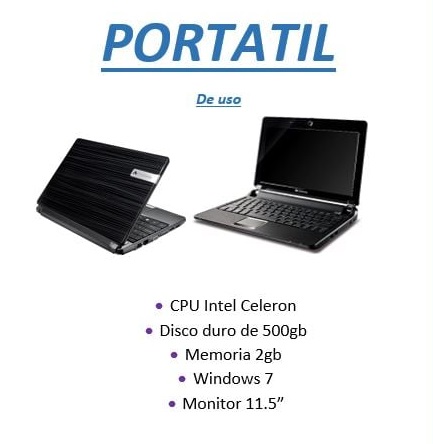 PORTATIL
De uso
• CPU Intel Celeron
• Disco duro de 500gb
• Memoria 2gb
• Windows 7
• Monitor 11.5”